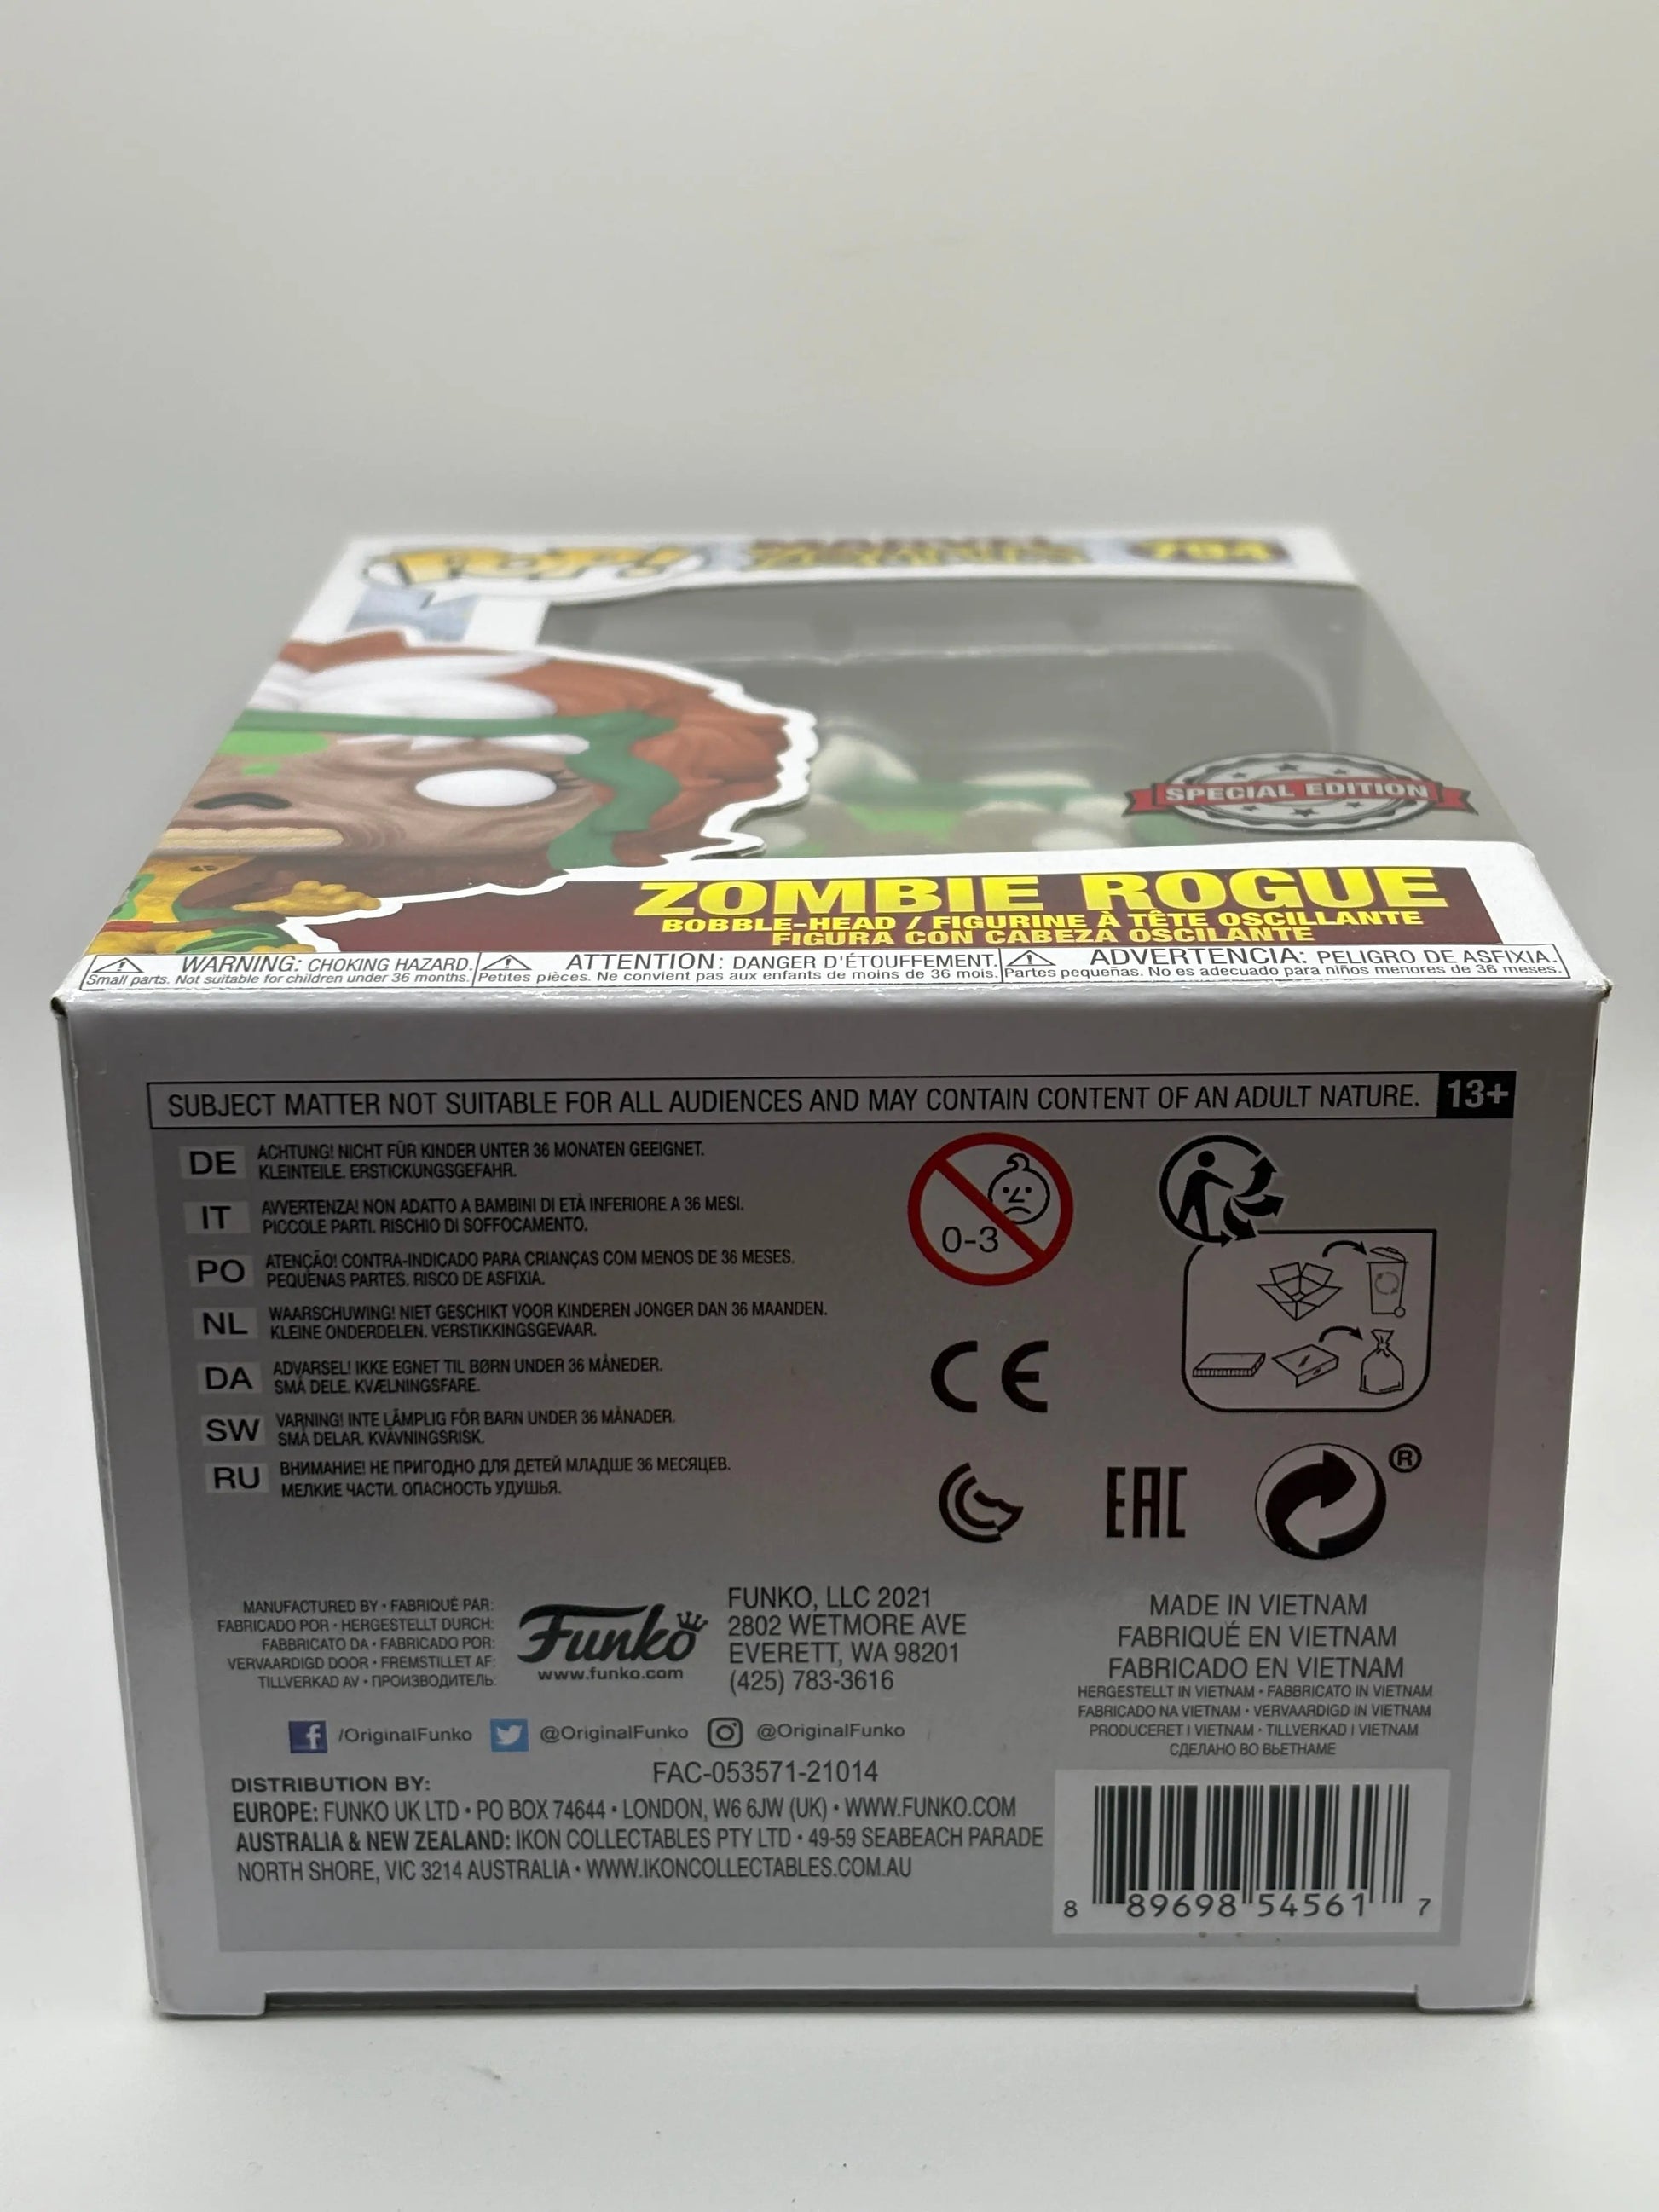 POP!
MARVEL
ZOMBIES
794
SPECIAL EDITION
ZOMBIE ROGUE
BOBBLE-HEAD / FIGURINE À TÊTE OSCILLANTE
FIGURA CON CABEZA OSCILANTE
WARNING: CHOKING HAZARD.
Small parts. Not suitable for children under 36 months.
ATTENTION: DANGER D'ÉTOUFFEMENT.
Petites pièces. Ne convient pas aux enfants de moins de 36 mois.
ADVERTENCIA: PELIGRO DE ASFIXIA.
Partes pequeñas. No es adecuado para niños menores de 36 meses.
SUBJECT MATTER NOT SUITABLE FOR ALL AUDIENCES AND MAY CONTAIN CONTENT OF AN ADULT NATURE. 13+
DE ACHTUNG! NICHT FÜR KINDER UNTER 36 MONATEN GEEIGNET.
KLEINTEILE. ERSTICKUNGSGEFAHR.
IT AVVERTENZA! NON ADATTO A BAMBINI DI ETÀ INFERIORE A 36 MESI.
PICCOLE PARTI. RISCHIO DI SOFFOCAMENTO.
PO ATENÇÃO! CONTRA-INDICADO PARA CRIANÇAS COM MENOS DE 36 MESES.
PEQUENAS PARTES. RISCO DE ASFIXIA.
NL WAARSCHUWING! NIET GESCHIKT VOOR KINDEREN JONGER DAN 36 MAANDEN.
KLEINE ONDERDELEN. VERSTIKKINGSGEVAAR.
DA ADVARSEL! IKKE EGNET TIL BØRN UNDER 36 MÅNEDER.
SMÅ DELE. KVÆLNINGSFARE.
SW VARNING! INTE LÄMPLIG FÖR BARN UNDER 36 MÅNADER.
SMÅ DELAR. KVÄVNINGSRISK.
RU ВНИМАНИЕ! НЕ ПРИГОДНО ДЛЯ ДЕТЕЙ МЛАДШЕ 36 МЕСЯЦЕВ.
МЕЛКИЕ ЧАСТИ. ОПАСНОСТЬ УДУШЬЯ.
0-3
CE
EAC
®
MANUFACTURED BY • FABRIQUÉ PAR:
FABRICADO POR • HERGESTELLT DURCH:
FABBRICATO DA • FABRICADO POR:
VERVAARDIGD DOOR • FREMSTILLET AF:
TILLVERKAD AV • ПРОИЗВОДИТЕЛЬ:
Funko
www.funko.com
FUNKO, LLC 2021
2802 WETMORE AVE
EVERETT, WA 98201
(425) 783-3616
MADE IN VIETNAM
FABRIQUÉ EN VIETNAM
FABRICADO EN VIETNAM
HERGESTELLT IN VIETNAM • FABBRICATO IN VIETNAM
FABRICADO NA VIETNAM • VERVAARDIGD IN VIETNAM
PRODUCERET I VIETNAM • TILLVERKAD I VIETNAM
СДЕЛАНО ВО ВЬЕТНАМЕ
f /OriginalFunko @OriginalFunko @OriginalFunko
FAC-053571-21014
DISTRIBUTION BY:
EUROPE: FUNKO UK LTD • PO BOX 74644 • LONDON, W6 6JW (UK) • WWW.FUNKO.COM
AUSTRALIA & NEW ZEALAND: IKON COLLECTABLES PTY LTD • 49-59 SEABEACH PARADE
NORTH SHORE, VIC 3214 AUSTRALIA • WWW.IKONCOLLECTABLES.COM.AU
8 89698 54561 7